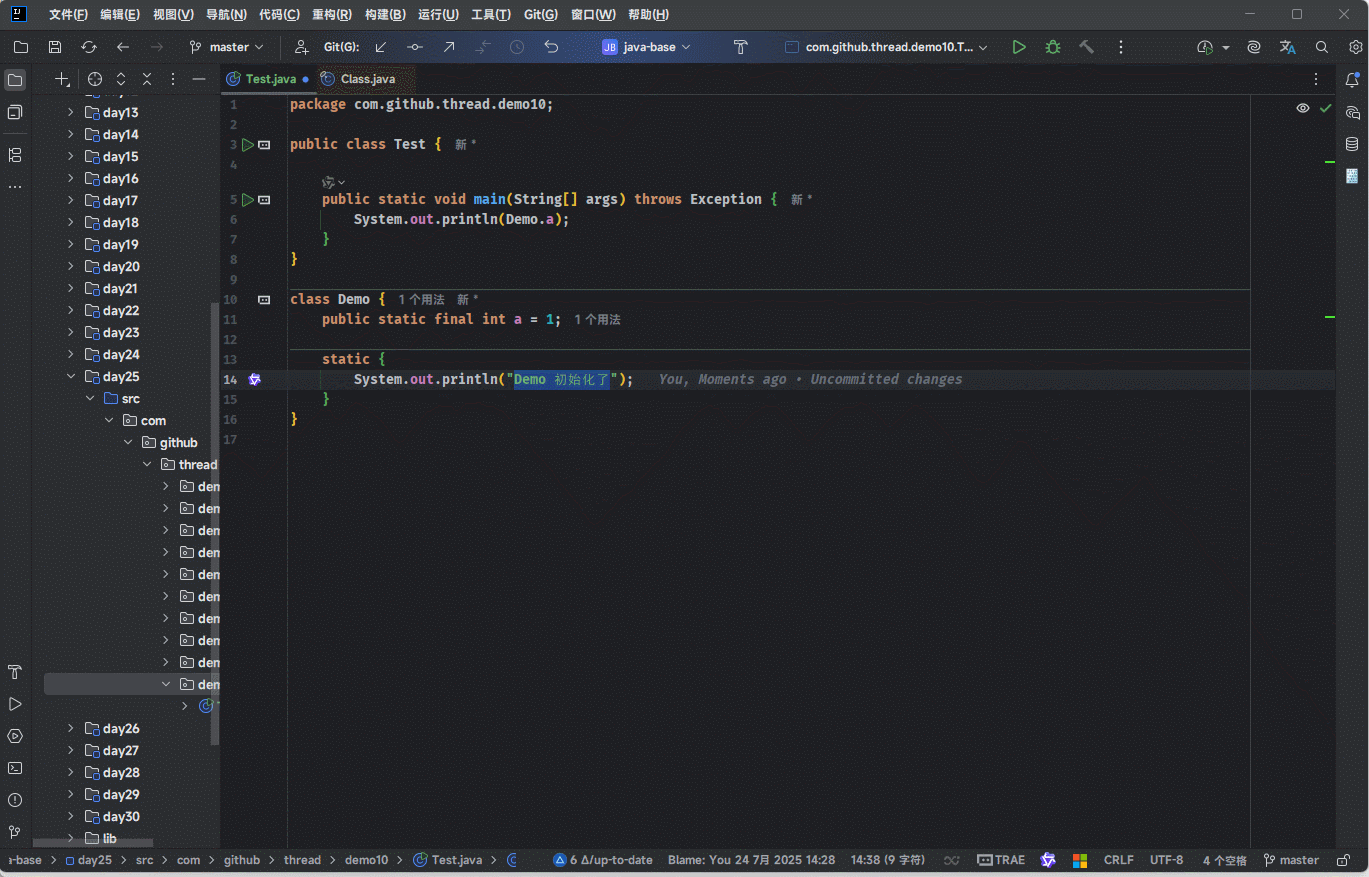 文件(F) 编辑(E) 视图(V) 导航(N) 代码(C) 重构(R) 构建(B) 运行(U) 工具(T) Git(G) 窗口(W) 帮助(H)
master Git(G): JB java-base com.github.thread.demo10.T...
Test.java Class.java
day13
day14
day15
day16
day17
day18
day19
day20
day21
day22
day23
day24
day25
src
com
github
thread
dem
dem
dem
dem
dem
dem
dem
dem
dem
dem
day26
day27
day28
day29
day30
lib
1 package com.github.thread.demo10;
2
3 public class Test { 新 *
4
5 public static void main(String[] args) throws Exception { 新 *
6 System.out.println(Demo.a);
7 }
8 }
9
10 class Demo { 1 个用法 新 *
11 public static final int a = 1; 1 个用法
12
13 static {
14 System.out.println("Demo 初始化了"); You, Moments ago • Uncommitted changes
15 }
16 }
17
a-base > day25 > src > com > github > thread > demo10 > Test.java > 6 Δ/up-to-date Blame: You 24 7月 2025 14:28 14:38 (9 字符) TRAE CRLF UTF-8 4 个空格 master